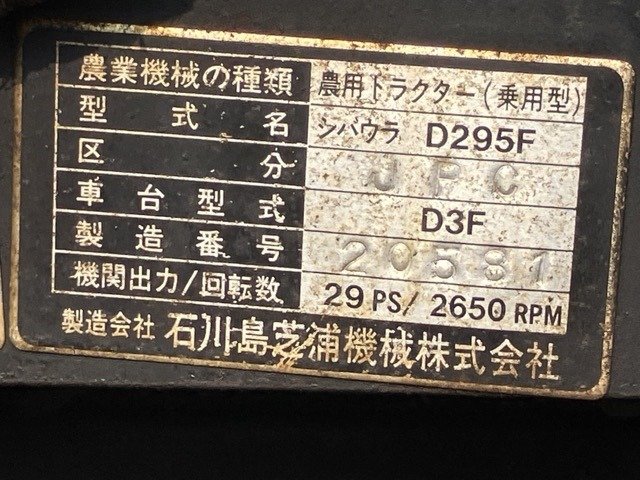 農業機械の種類 農用トラクター(乗用型)
型式名 シバウラ D295F
区分 UPC
車台型式 D3F
製造番号 20581
機関出力/回転数 29 PS/ 2650 RPM
製造会社 石川島芝浦機械株式会社